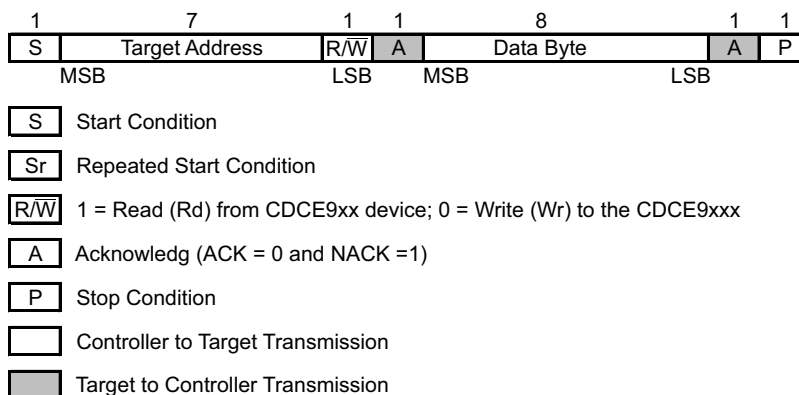 1 7 1 1 8 1 1
S Target Address R/W̅ A Data Byte A P
MSB LSB MSB LSB
S Start Condition
Sr Repeated Start Condition
R/W̅ 1 = Read (Rd) from CDCE9xx device; 0 = Write (Wr) to the CDCE9xxx
A Acknowledg (ACK = 0 and NACK =1)
P Stop Condition
Controller to Target Transmission
Target to Controller Transmission